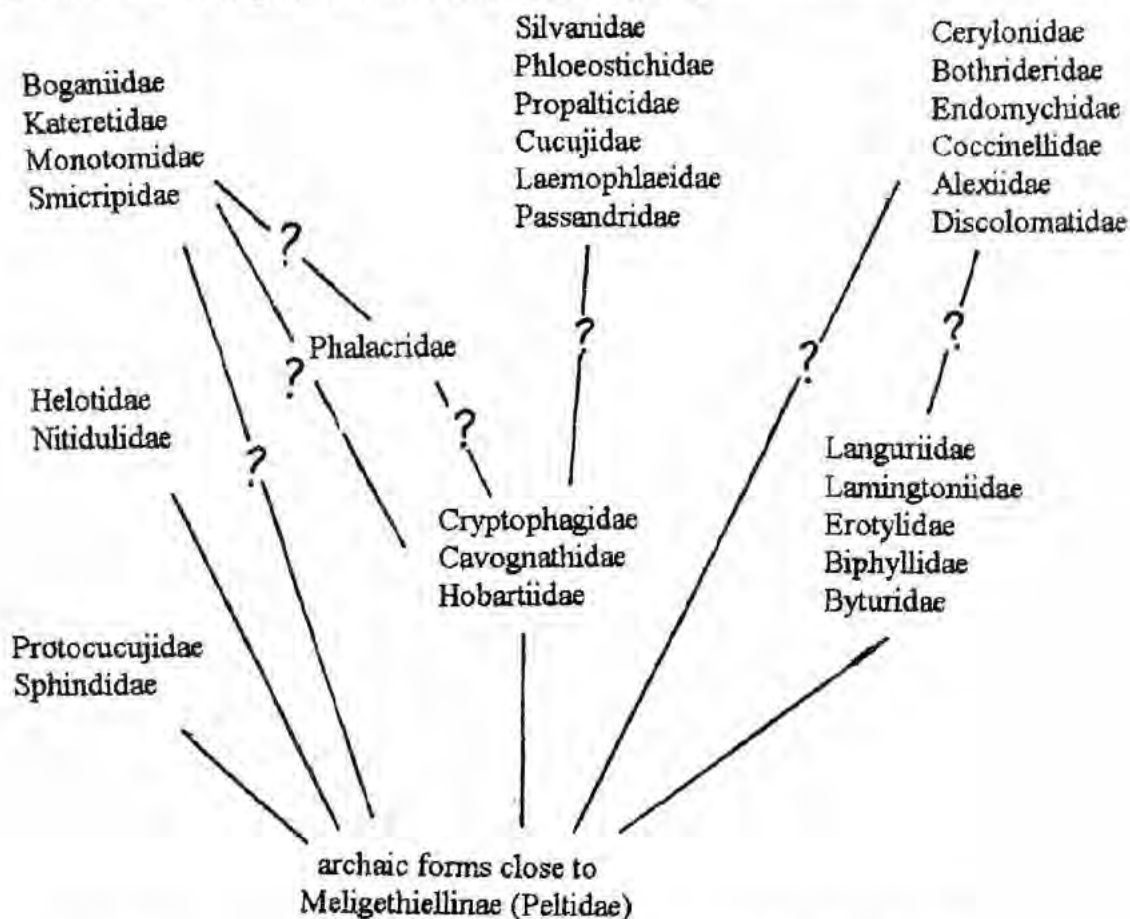 Boganiidae
Kateretidae
Monotomidae
Smicripidae
Silvanidae
Phloeostichidae
Propalticidae
Cucujidae
Laemophlaeidae
Passandridae
Cerylonidae
Bothrideridae
Endomychidae
Coccinellidae
Alexiidae
Discolomatidae
?
Phalacridae
?
?
?
?
Helotidae
Nitidulidae
?
?
Cryptophagidae
Cavognathidae
Hobartiidae
Languriidae
Lamingtoniidae
Erotylidae
Biphyllidae
Byturidae
Protocucujidae
Sphindidae
archaic forms close to
Meligethiellinae (Peltidae)